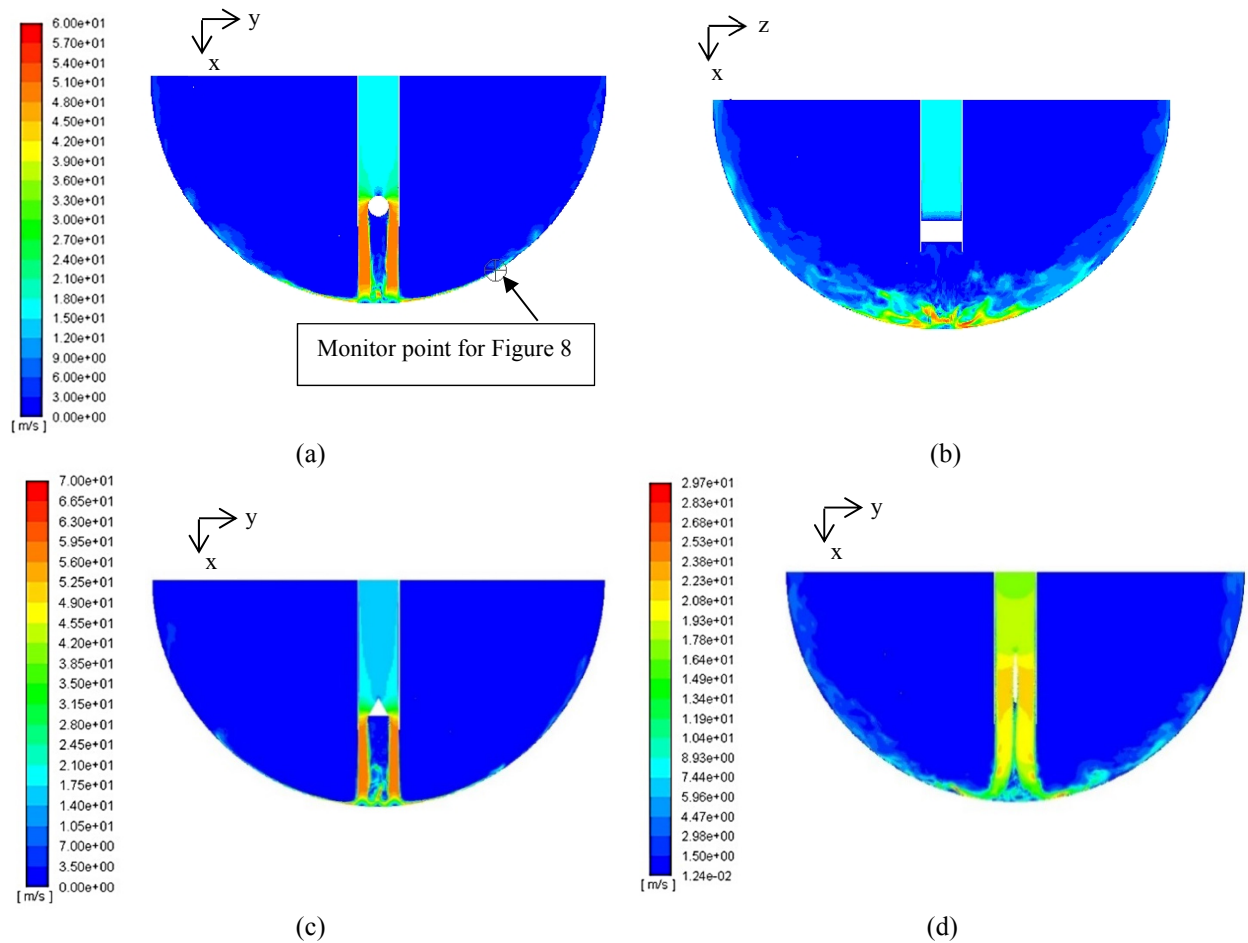 6.00e+01
5.70e+01
5.40e+01
5.10e+01
4.80e+01
4.50e+01
4.20e+01
3.90e+01
3.60e+01
3.30e+01
3.00e+01
2.70e+01
2.40e+01
2.10e+01
1.80e+01
1.50e+01
1.20e+01
9.00e+00
6.00e+00
3.00e+00
0.00e+00
[ m/s ]
y
x
Monitor point for Figure 8
(a)
z
x
(b)
7.00e+01
6.65e+01
6.30e+01
5.95e+01
5.60e+01
5.25e+01
4.90e+01
4.55e+01
4.20e+01
3.85e+01
3.50e+01
3.15e+01
2.80e+01
2.45e+01
2.10e+01
1.75e+01
1.40e+01
1.05e+01
7.00e+00
3.50e+00
0.00e+00
[ m/s ]
y
x
(c)
2.97e+01
2.83e+01
2.68e+01
2.53e+01
2.38e+01
2.23e+01
2.08e+01
1.93e+01
1.78e+01
1.64e+01
1.49e+01
1.34e+01
1.19e+01
1.04e+01
8.93e+00
7.44e+00
5.96e+00
4.47e+00
2.98e+00
1.50e+00
1.24e-02
[ m/s ]
y
x
(d)